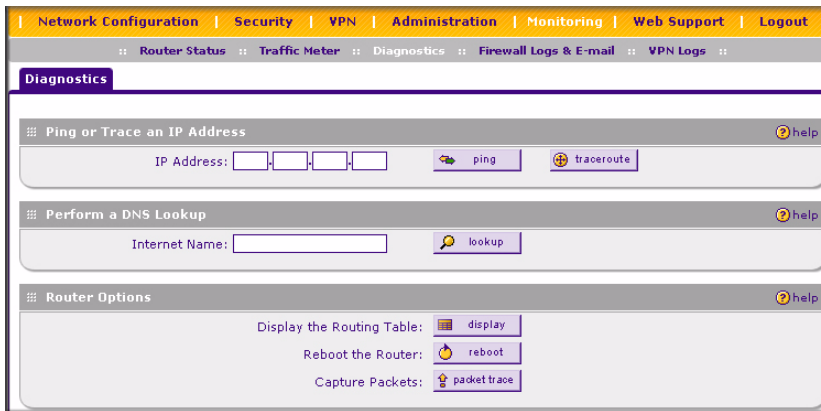 Network Configuration | Security | VPN | Administration | Monitoring | Web Support | Logout
:: Router Status :: Traffic Meter :: Diagnostics :: Firewall Logs & E-mail :: VPN Logs ::
Diagnostics
Ping or Trace an IP Address help
IP Address: . . . ping traceroute
Perform a DNS Lookup help
Internet Name: lookup
Router Options help
Display the Routing Table: display
Reboot the Router: reboot
Capture Packets: packet trace